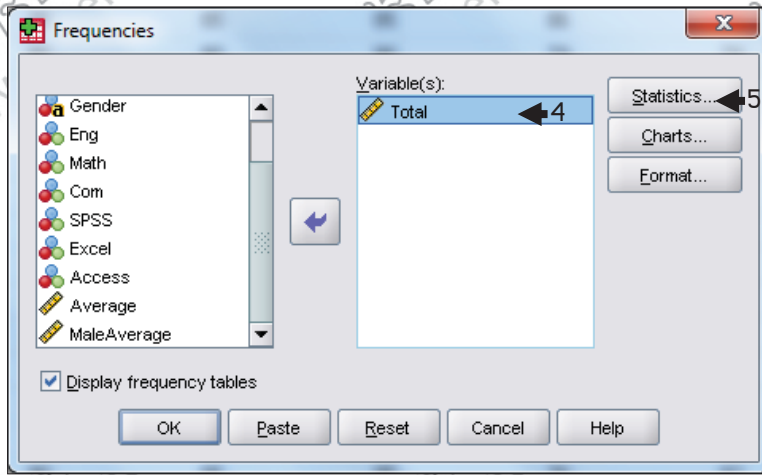 Frequencies
Variable(s):
Gender
Eng
Math
Com
SPSS
Excel
Access
Average
MaleAverage
Total
4
Statistics...
5
Charts...
Format...
Display frequency tables
OK
Paste
Reset
Cancel
Help